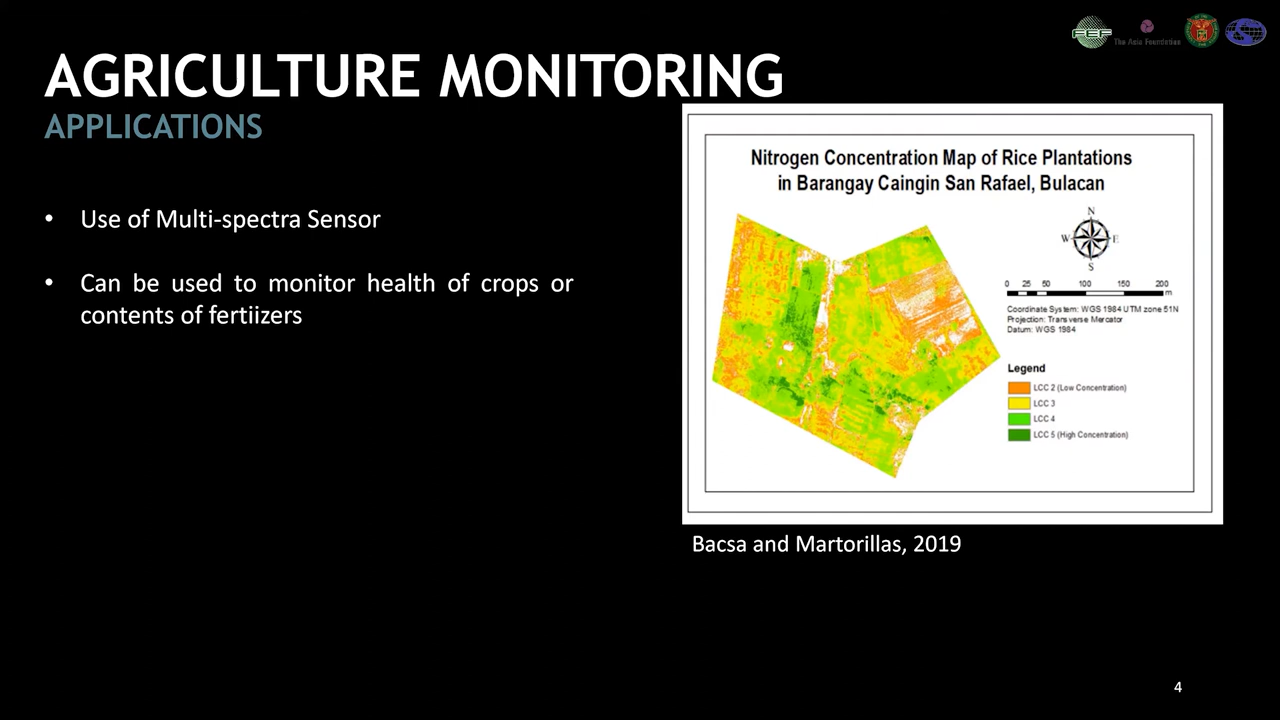 FEF
The Asia Foundation
AGRICULTURE MONITORING
APPLICATIONS
• Use of Multi-spectra Sensor
• Can be used to monitor health of crops or
contents of fertiizers
Nitrogen Concentration Map of Rice Plantations
in Barangay Caingin San Rafael, Bulacan
N
W E
S
0 25 50 100 150 200
m
Coordinate System: WGS 1984 UTM zone 51N
Projection: Transverse Mercator
Datum: WGS 1984
Legend
LCC 2 (Low Concentration)
LCC 3
LCC 4
LCC 5 (High Concentration)
Bacsa and Martorillas, 2019
4